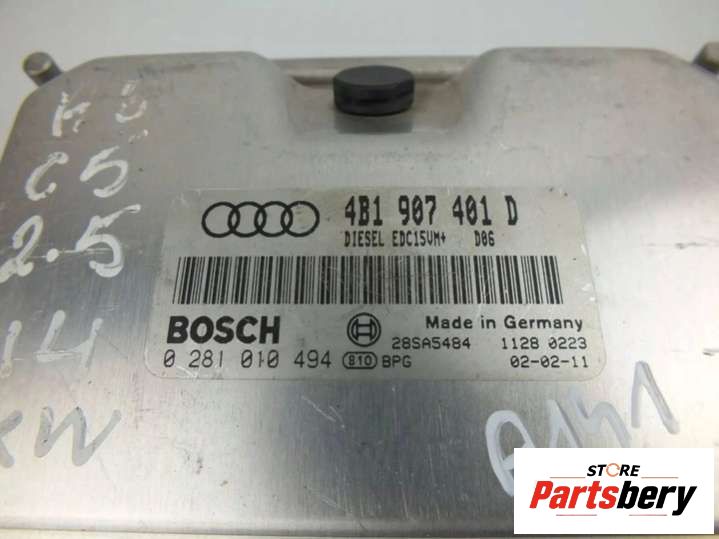 C5
2.5
4B1 907 401 D
DIESEL EDC15VM+ D06
BOSCH
Made in Germany
28SA5484 1128 0223
0 281 010 494 810 BPG 02-02-11
STORE
Partsbery